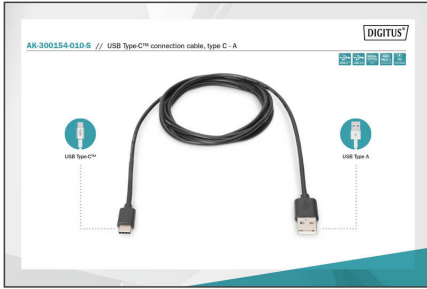 DIGITUS®
AK-300154-010-S // USB Type-C™ connection cable, type C - A
USB Type-C™
USB Type A